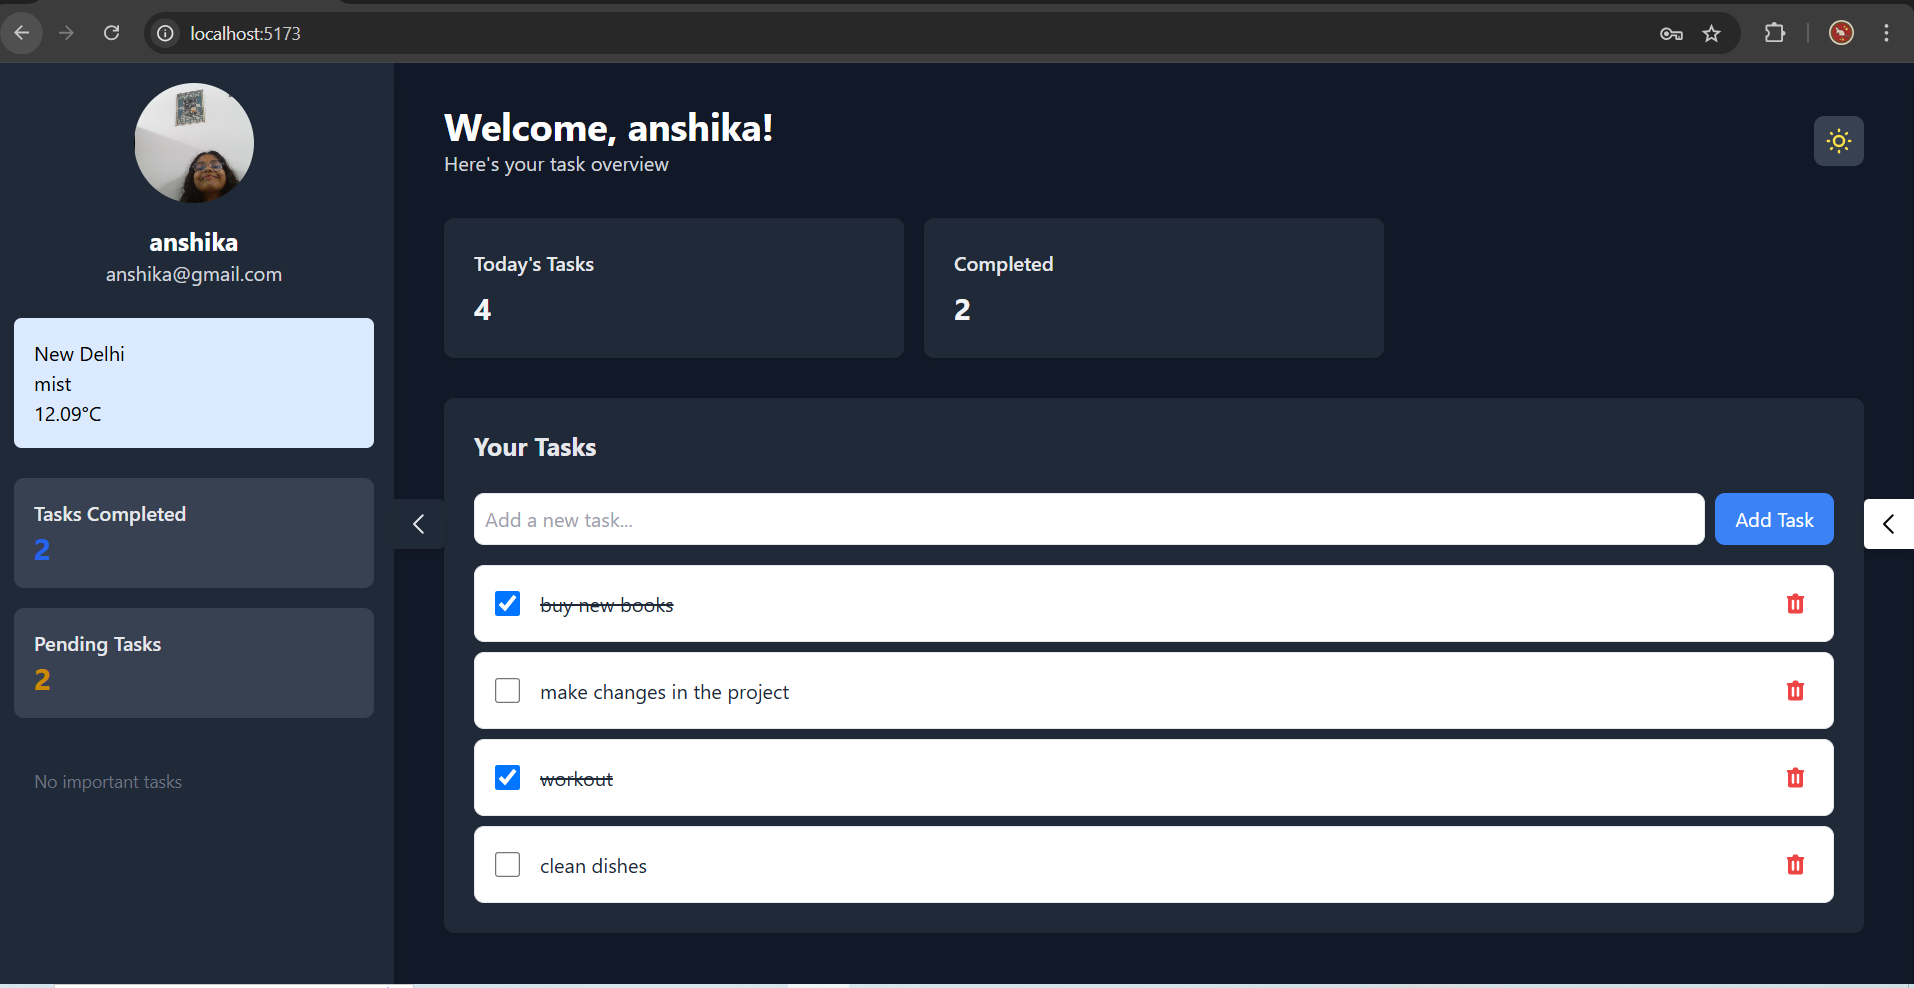 localhost:5173
anshika
anshika@gmail.com
New Delhi
mist
12.09°C
Tasks Completed
2
Pending Tasks
2
No important tasks
Welcome, anshika!
Here's your task overview
Today's Tasks
4
Completed
2
Your Tasks
Add a new task...
Add Task
buy new books
make changes in the project
workout
clean dishes